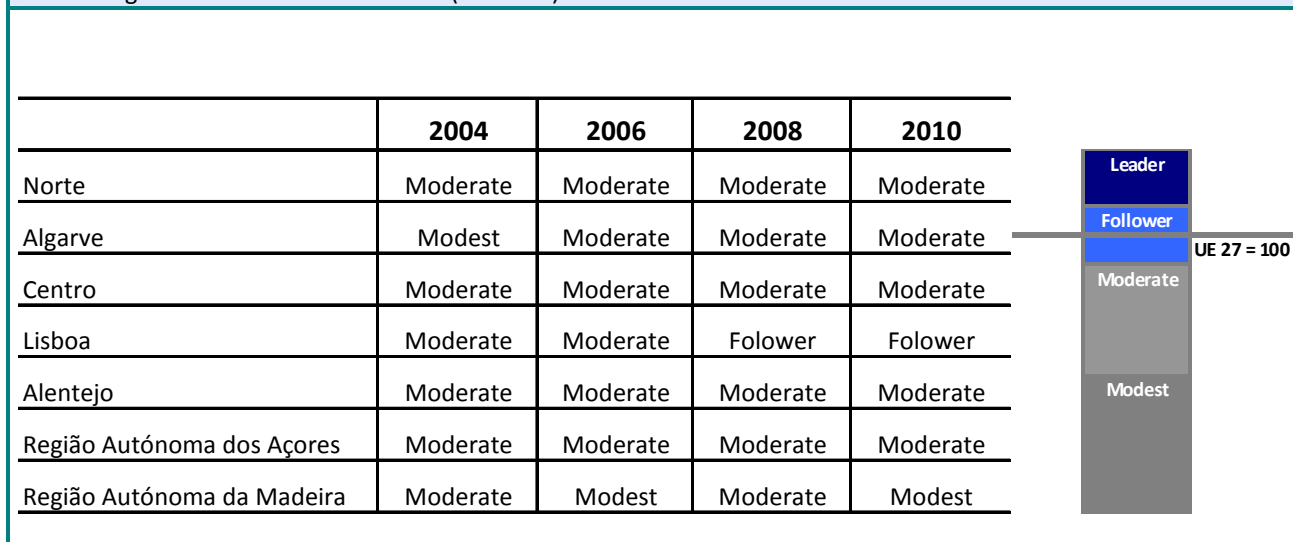 2004 2006 2008 2010
Norte Moderate Moderate Moderate Moderate
Algarve Modest Moderate Moderate Moderate
Centro Moderate Moderate Moderate Moderate
Lisboa Moderate Moderate Folower Folower
Alentejo Moderate Moderate Moderate Moderate
Região Autónoma dos Açores Moderate Moderate Moderate Moderate
Região Autónoma da Madeira Moderate Modest Moderate Modest
Leader
Follower
UE 27 = 100
Moderate
Modest